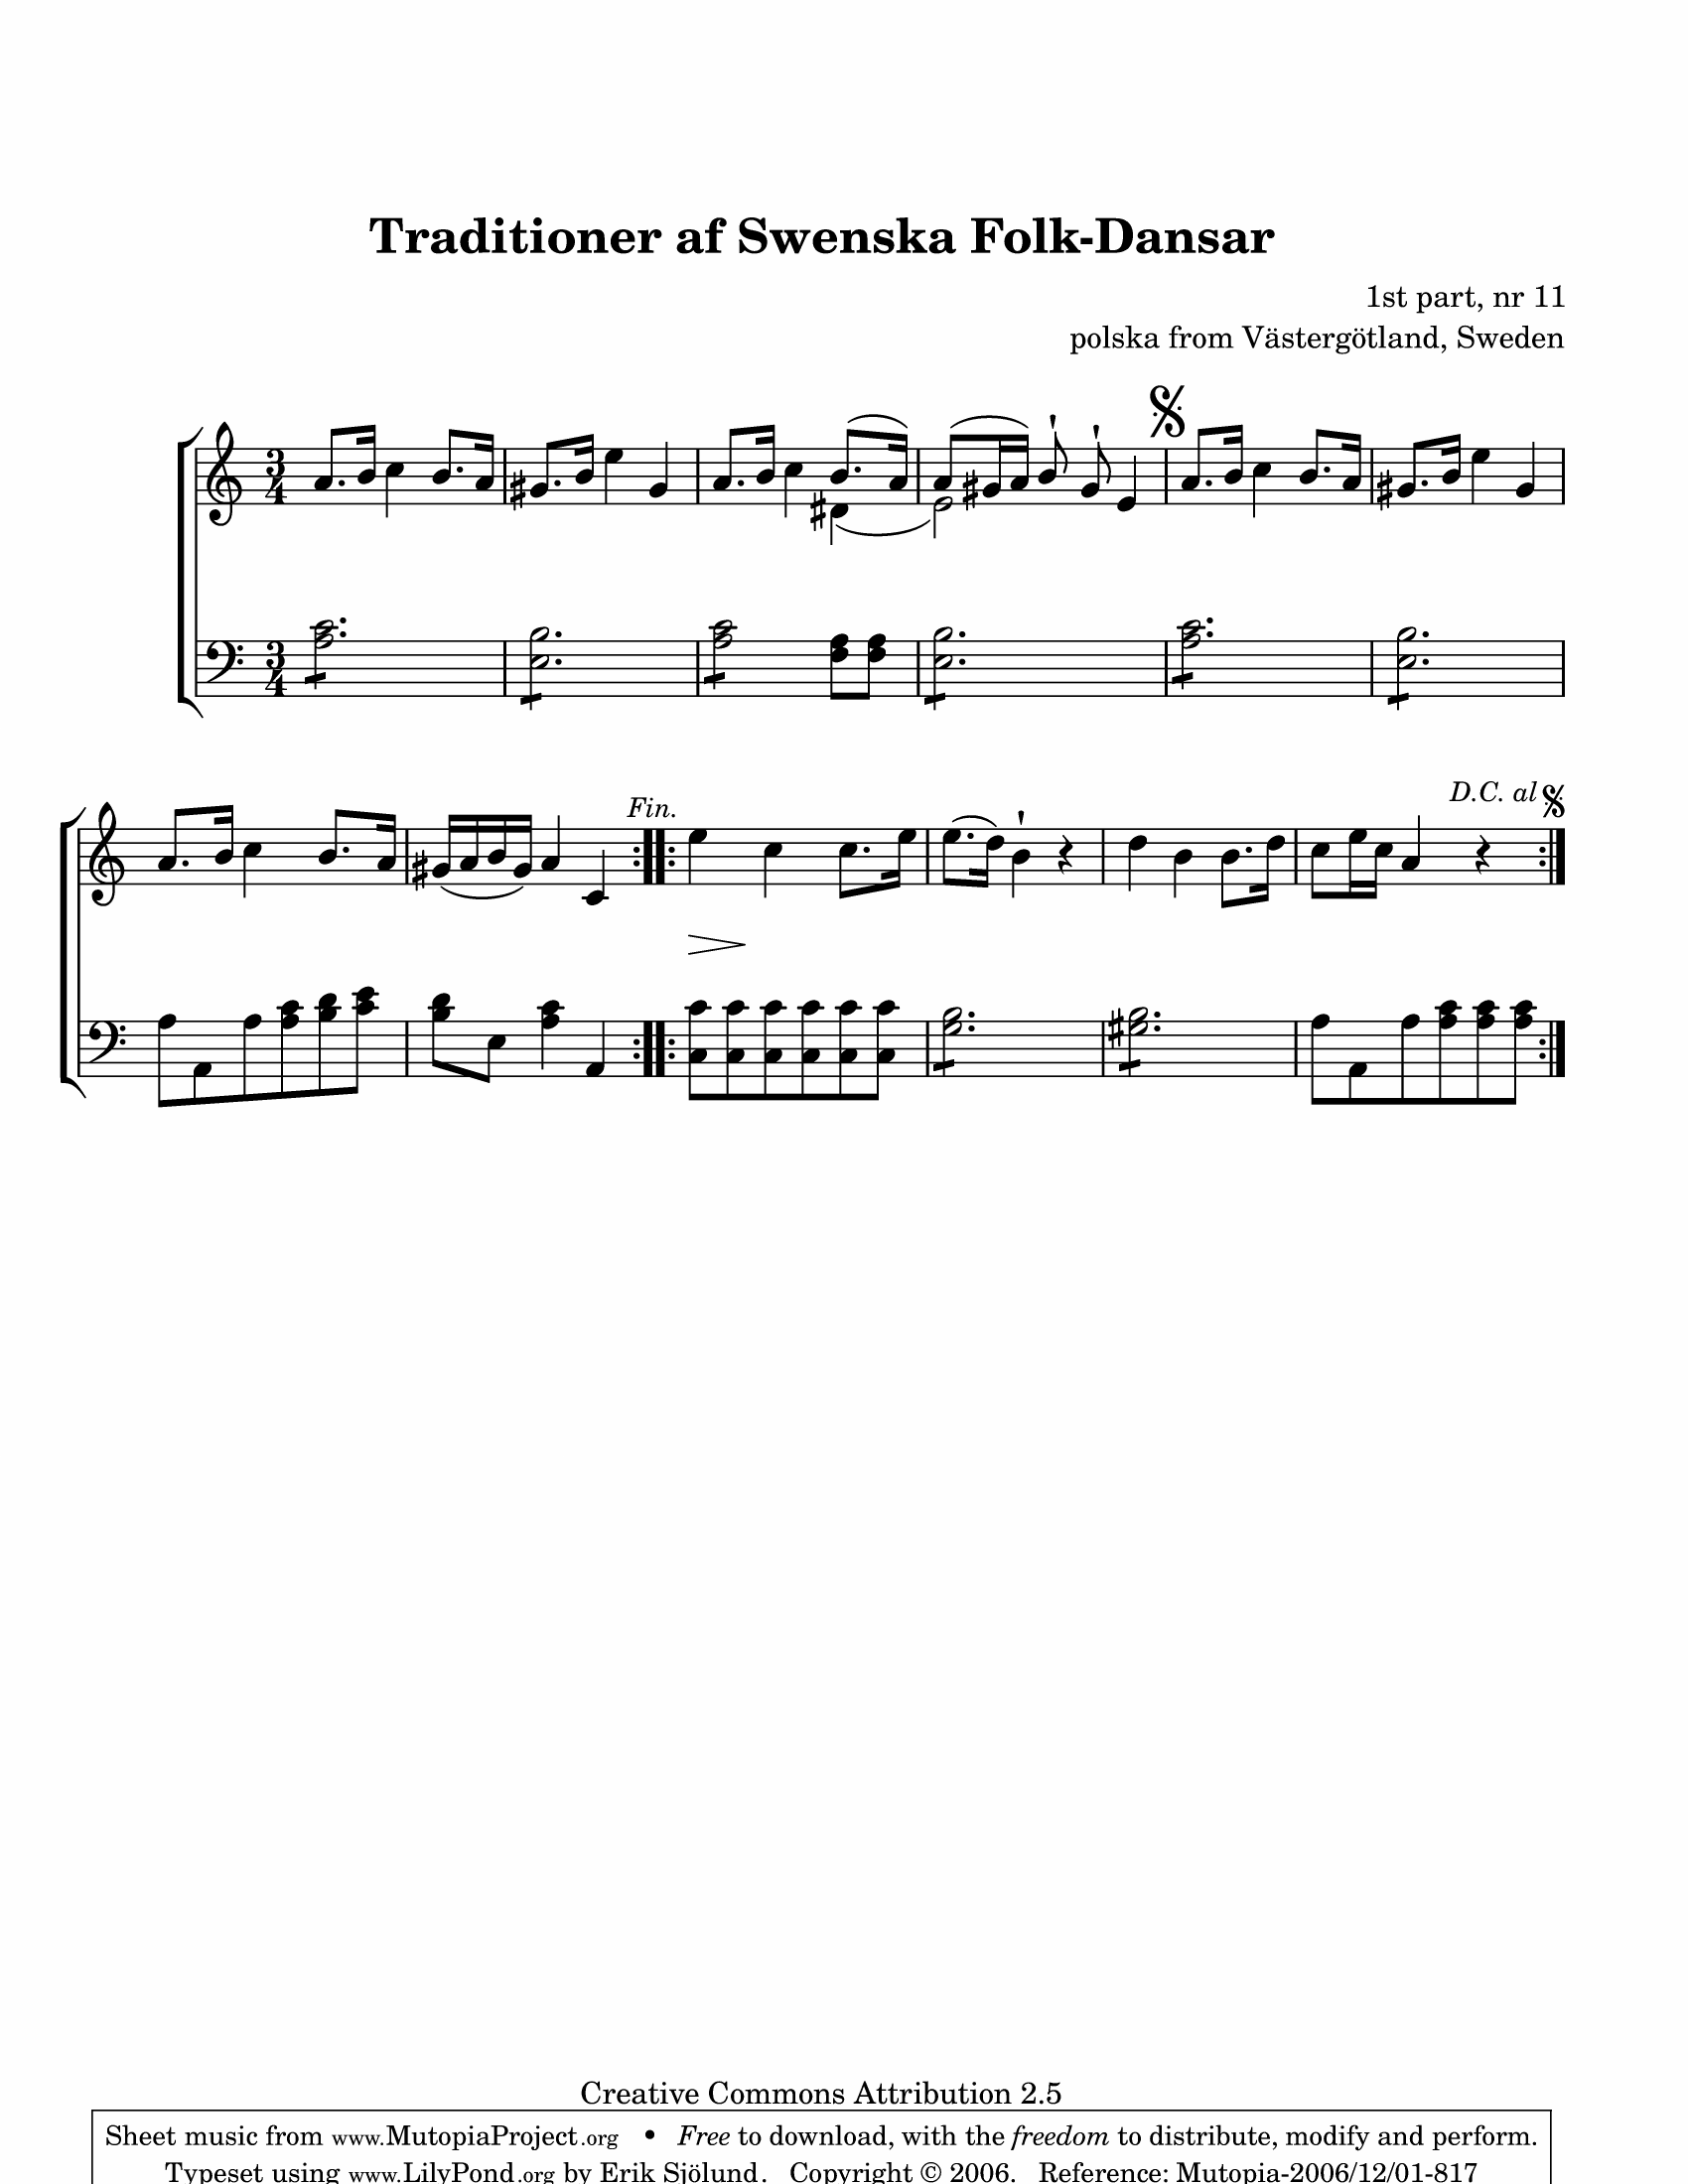 Traditioner af Swenska Folk-Dansar
1st part, nr 11
polska from Västergötland, Sweden
3
4
3
4
Fin.
D.C. al
Creative Commons Attribution 2.5
Sheet music from www.MutopiaProject.org • Free to download, with the freedom to distribute, modify and perform.
Typeset using www.LilyPond.org by Erik Sjölund. Copyright © 2006. Reference: Mutopia-2006/12/01-817